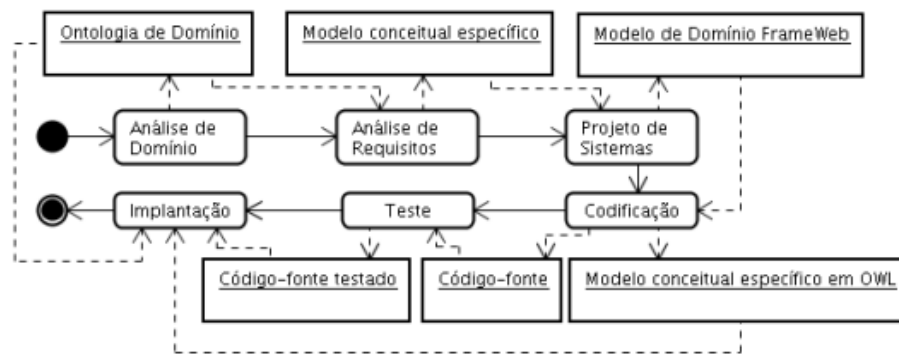 Ontologia de Domínio
Modelo conceitual específico
Modelo de Domínio FrameWeb
Análise de
Domínio
Análise de
Requisitos
Projeto de
Sistemas
Implantação
Teste
Codificação
Código-fonte testado
Código-fonte
Modelo conceitual específico em OWL